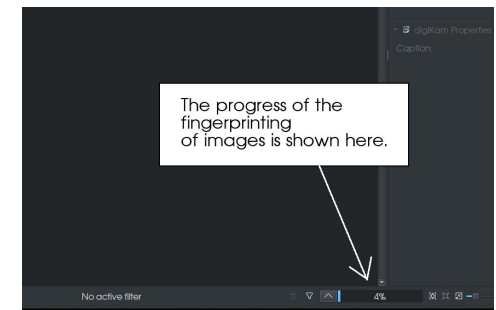 digiKam Properties
Caption:
The progress of the
fingerprinting
of images is shown here.
No active filter
4%